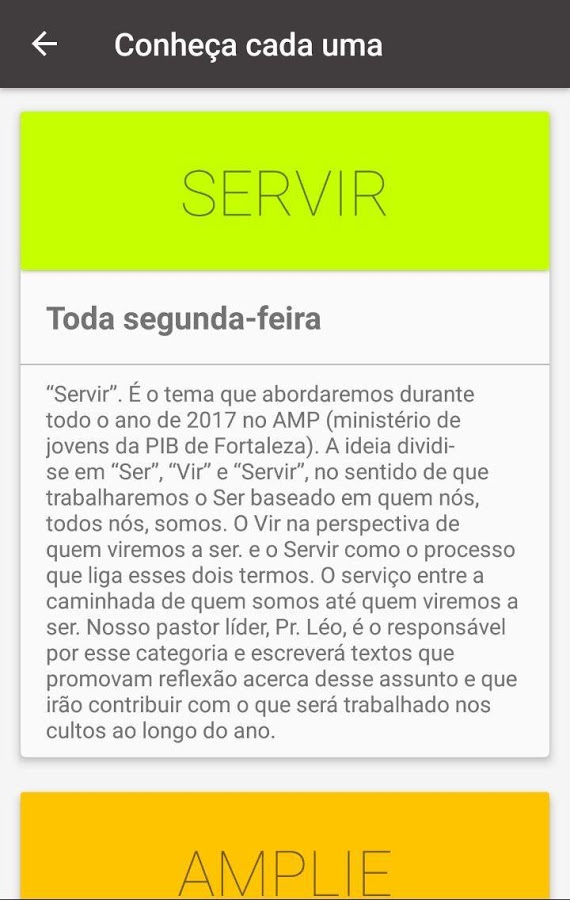 Conheça cada uma
SERVIR
Toda segunda-feira
“Servir”. É o tema que abordaremos durante
todo o ano de 2017 no AMP (ministério de
jovens da PIB de Fortaleza). A ideia dividi-
se em “Ser”, “Vir” e “Servir”, no sentido de que
trabalharemos o Ser baseado em quem nós,
todos nós, somos. O Vir na perspectiva de
quem viremos a ser. e o Servir como o processo
que liga esses dois termos. O serviço entre a
caminhada de quem somos até quem viremos a
ser. Nosso pastor líder, Pr. Léo, é o responsável
por esse categoria e escreverá textos que
promovam reflexão acerca desse assunto e que
irão contribuir com o que será trabalhado nos
cultos ao longo do ano.
AMPLIE